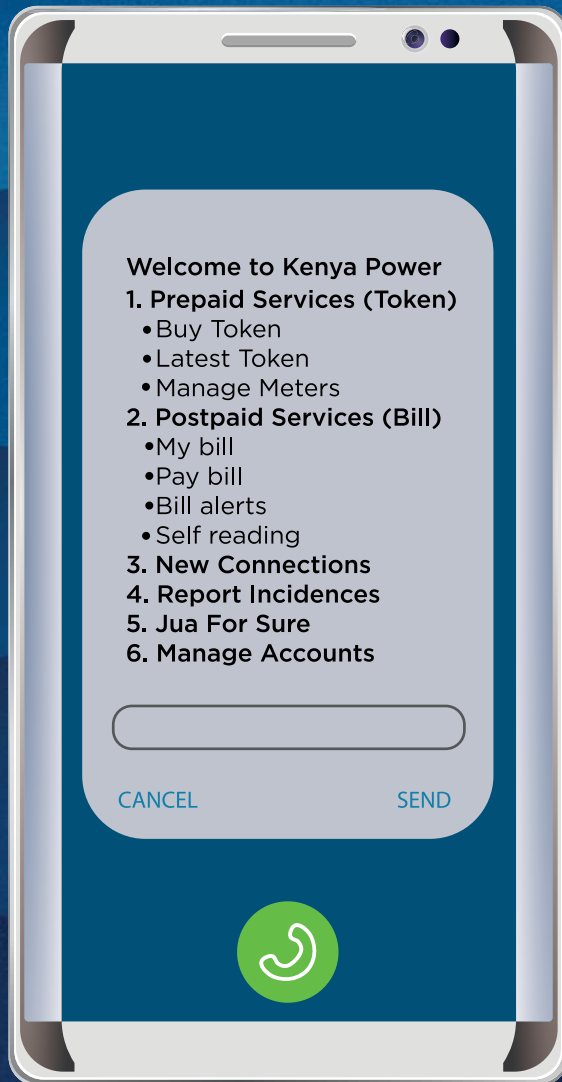 Welcome to Kenya Power
1. Prepaid Services (Token)
•Buy Token
•Latest Token
•Manage Meters
2. Postpaid Services (Bill)
•My bill
•Pay bill
•Bill alerts
•Self reading
3. New Connections
4. Report Incidences
5. Jua For Sure
6. Manage Accounts
CANCEL SEND